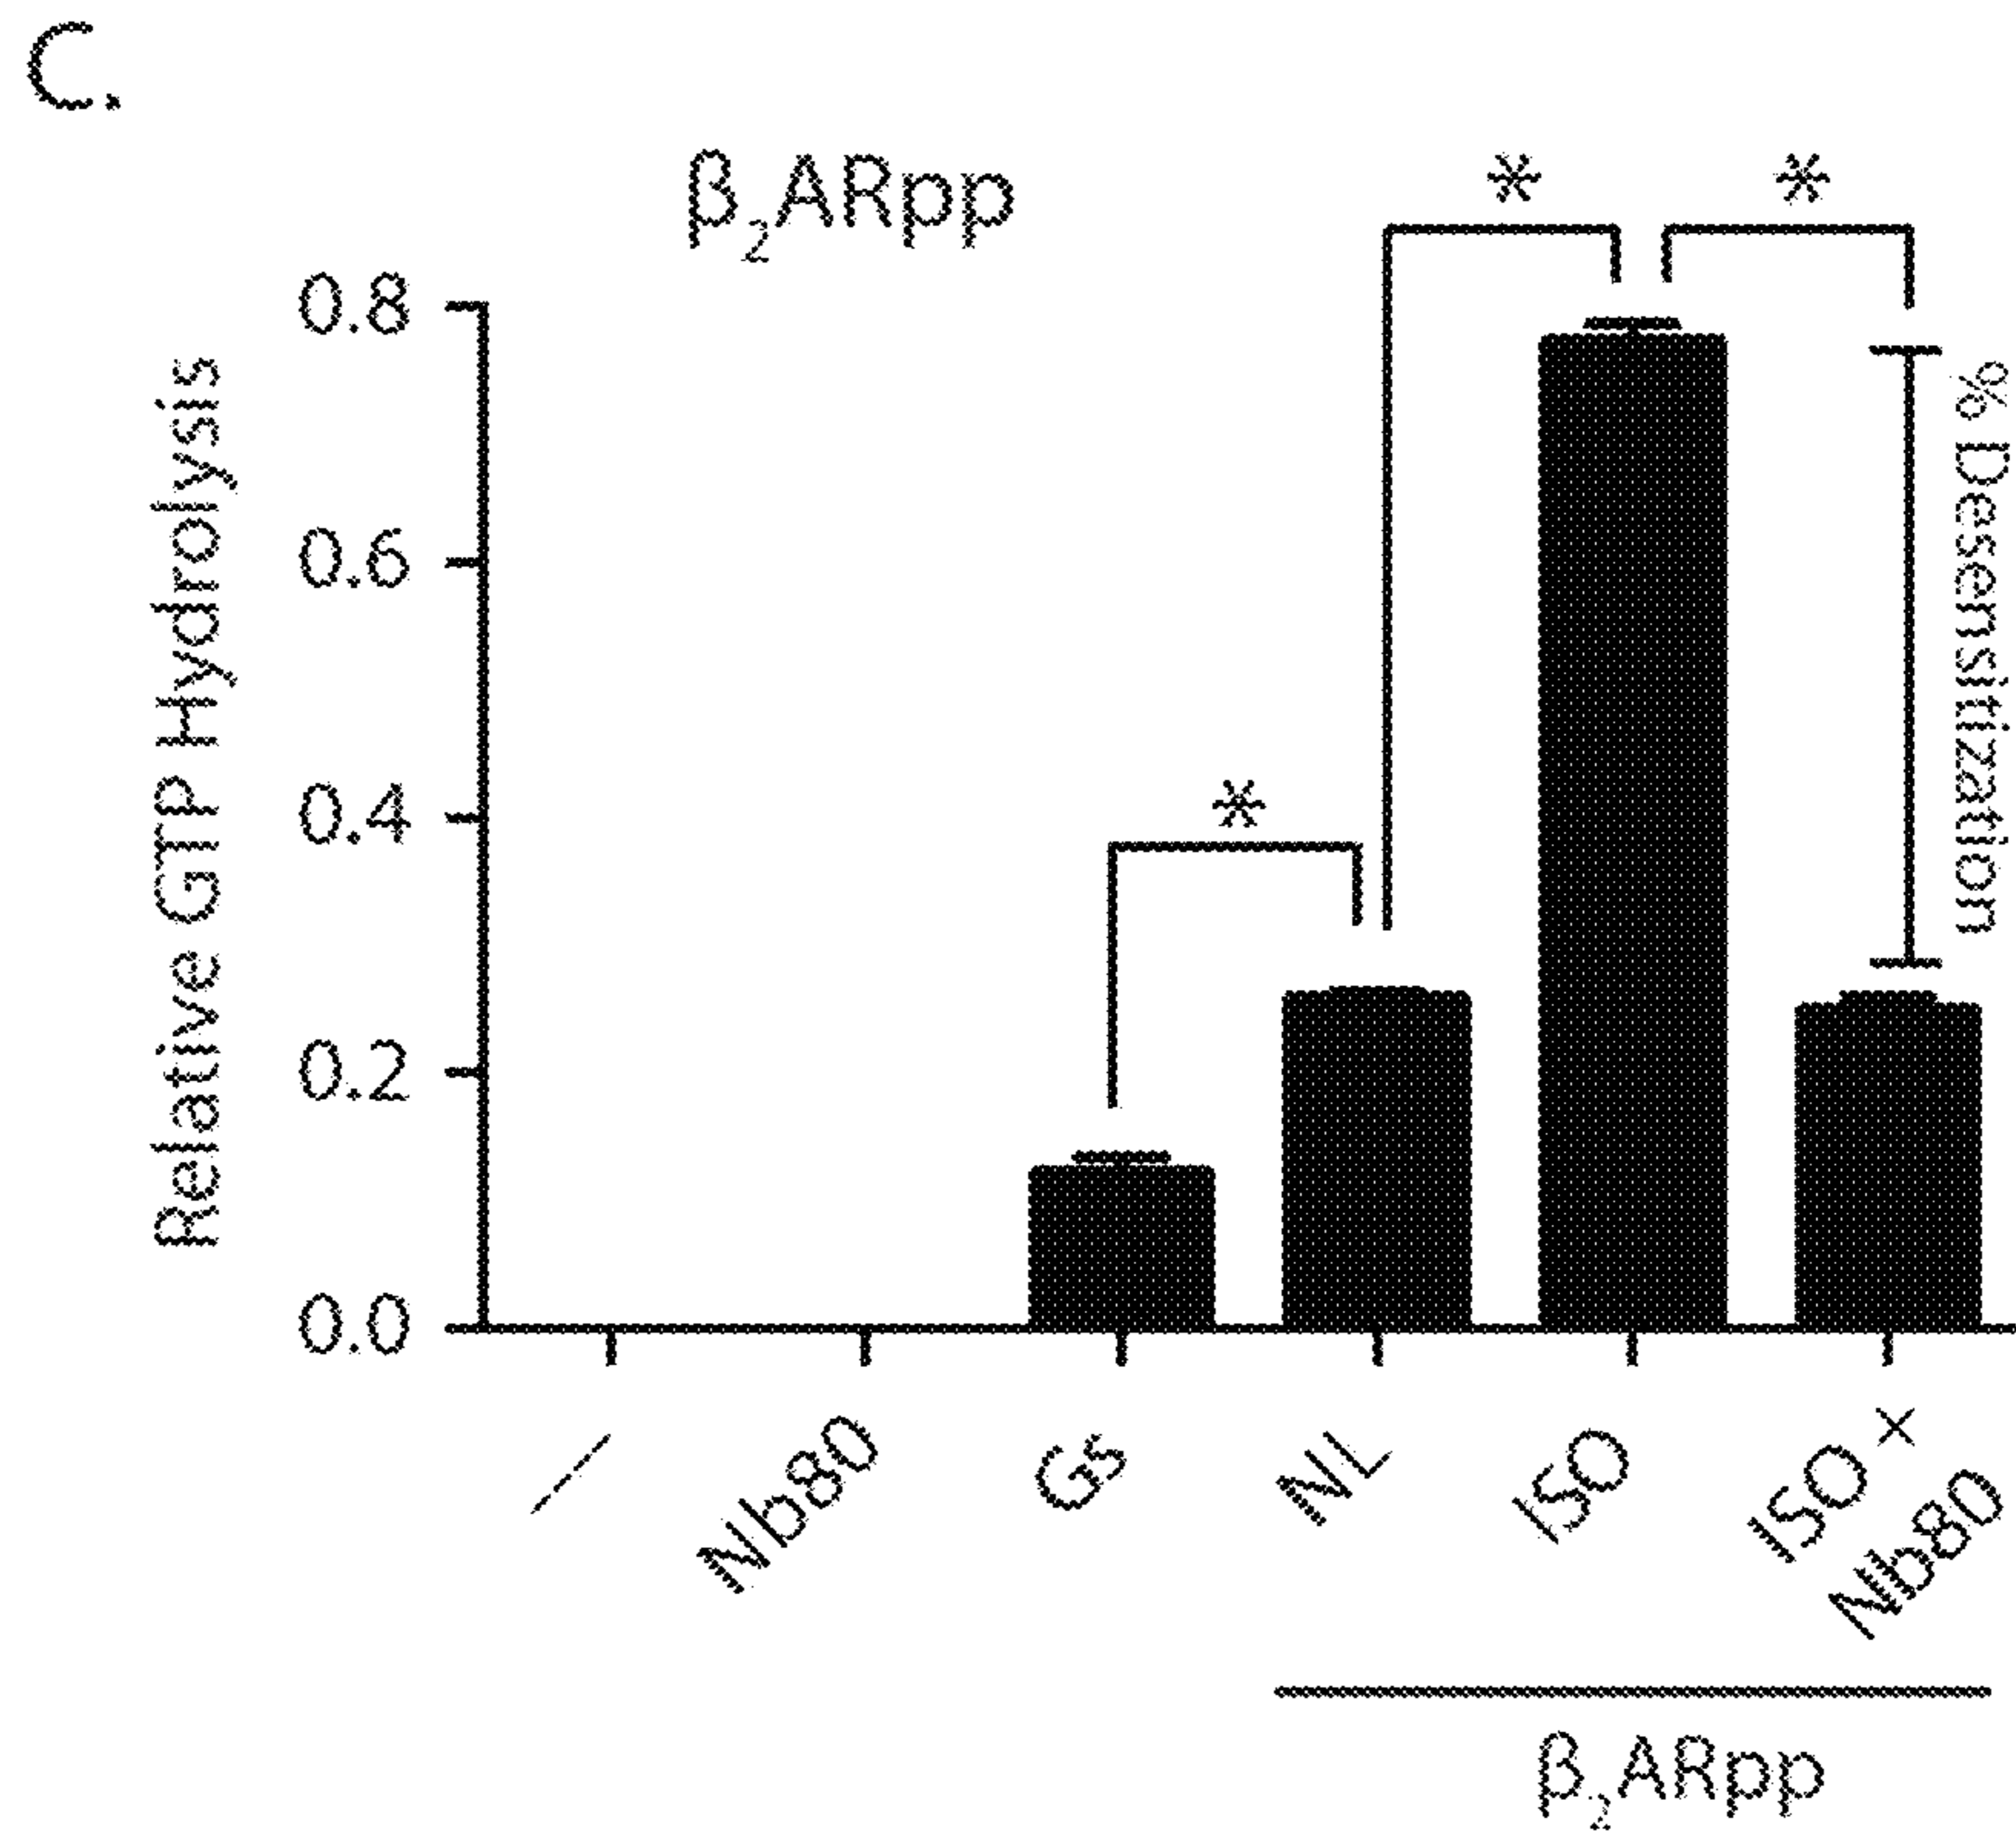 C.
β₂ARpp
*
*
*
0.8
0.6
0.4
0.2
0.0
Relative GTP Hydrolysis
% Desensitization
—
Nb80
Gs
NL
ISO
ISO +
Nb80
β₂ARpp